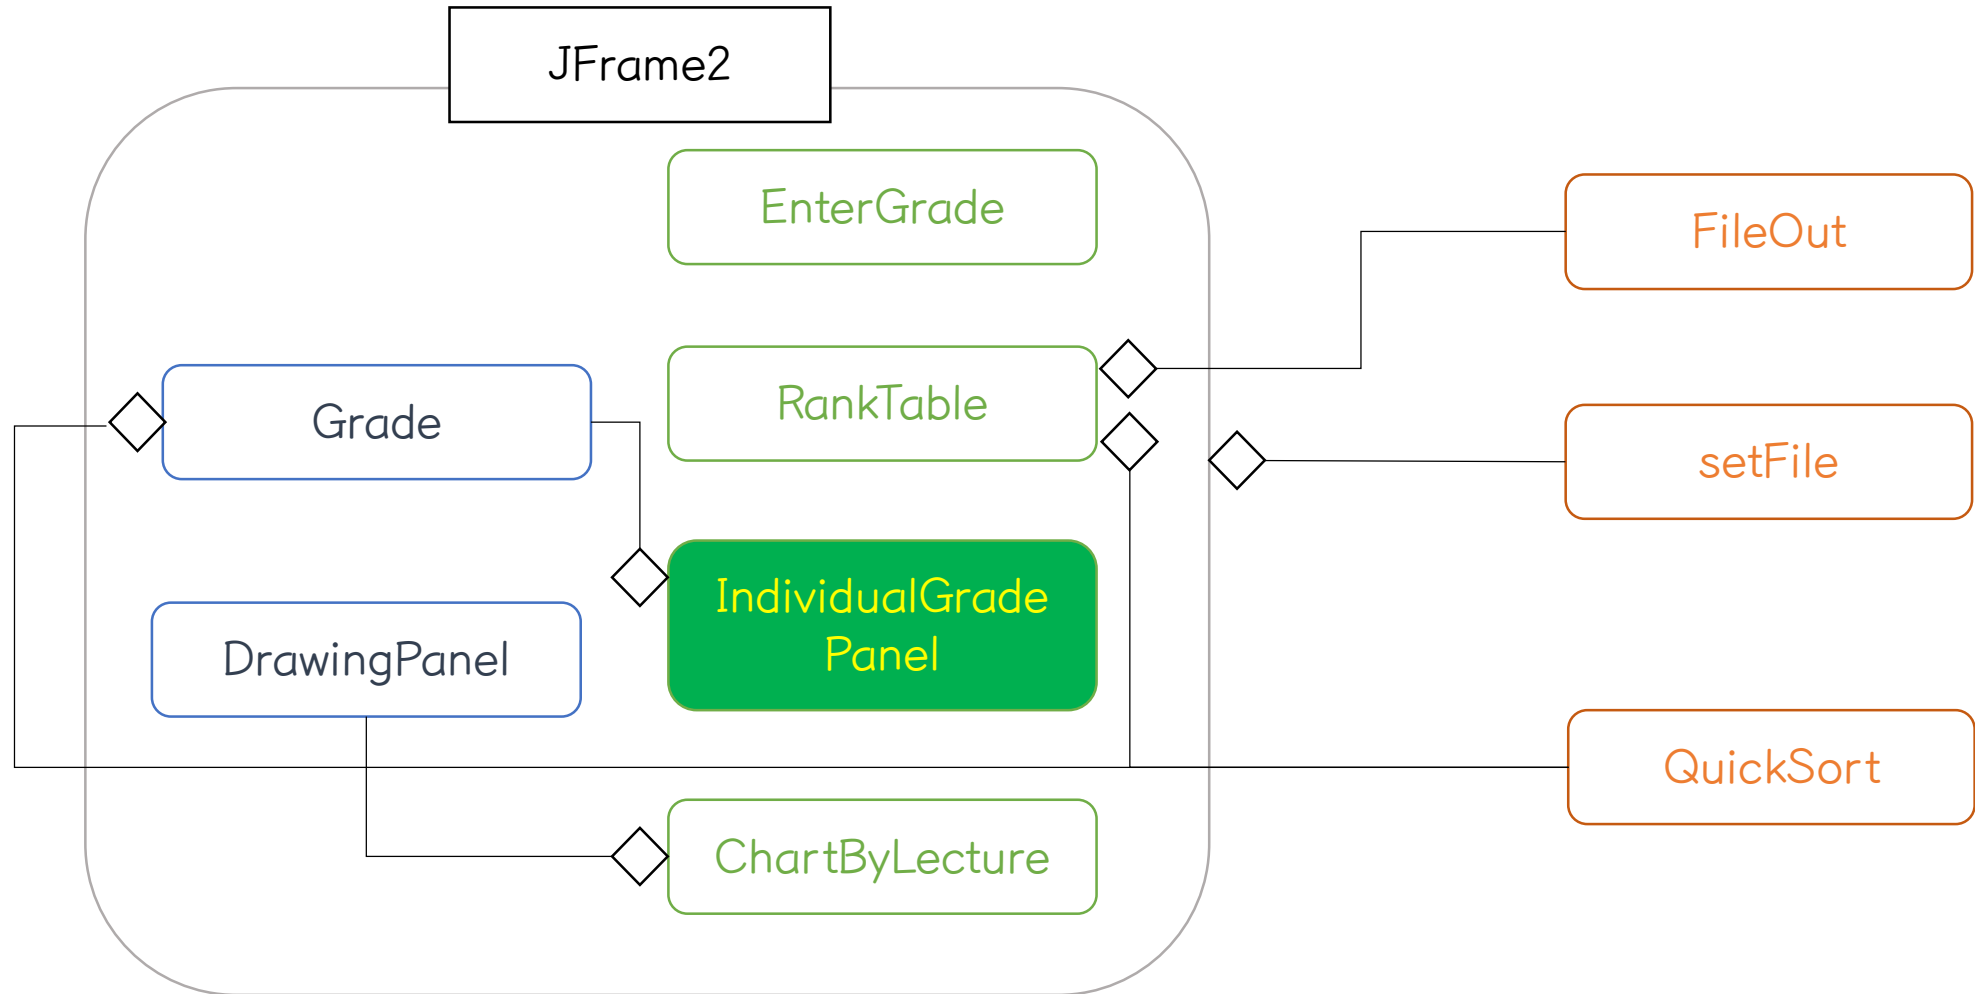 JFrame2
EnterGrade
FileOut
RankTable
Grade
setFile
IndividualGrade
Panel
DrawingPanel
QuickSort
ChartByLecture